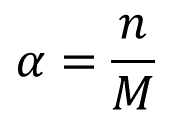 α = n/M